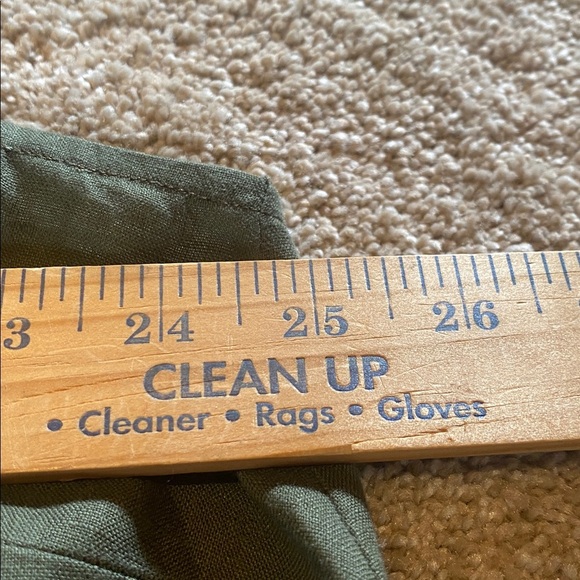 3 24 25 26
CLEAN UP
• Cleaner • Rags • Gloves